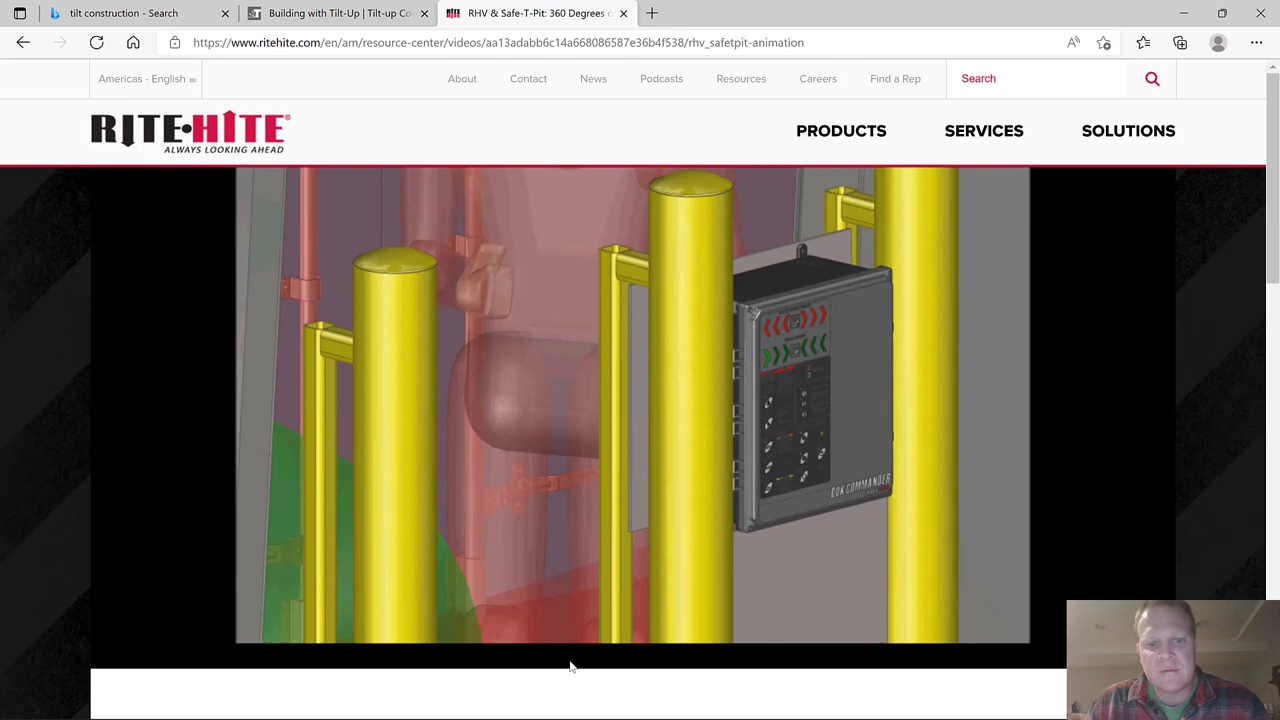 tilt construction - Search
Building with Tilt-Up | Tilt-up Co
RHV & Safe-T-Pit: 360 Degrees o
https://www.ritehite.com/en/am/resource-center/videos/aa13adabb6c14a668086587e36b4f538/rhv_safetpit-animation
Americas - English
About
Contact
News
Podcasts
Resources
Careers
Find a Rep
Search
RITE•HITE®
ALWAYS LOOKING AHEAD
PRODUCTS
SERVICES
SOLUTIONS
DOK-COMMANDER